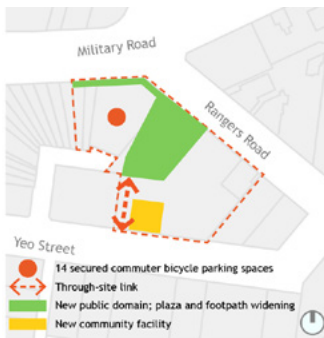 Military Road
Rangers Road
Yeo Street
14 secured commuter bicycle parking spaces
Through-site link
New public domain; plaza and footpath widening
New community facility